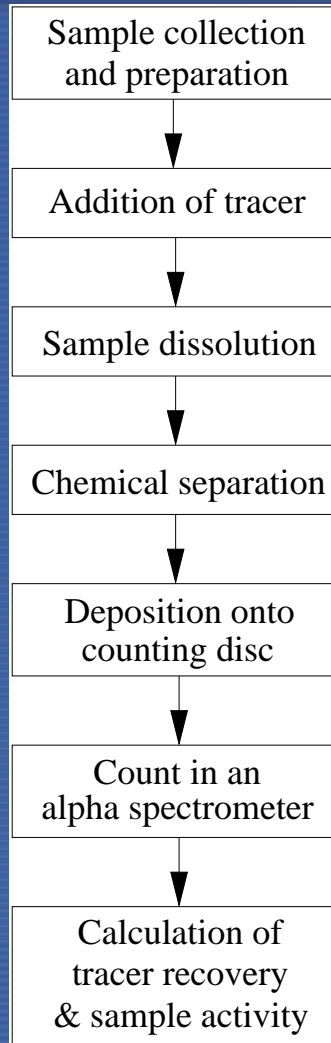 Sample collection
and preparation
Addition of tracer
Sample dissolution
Chemical separation
Deposition onto
counting disc
Count in an
alpha spectrometer
Calculation of
tracer recovery
& sample activity